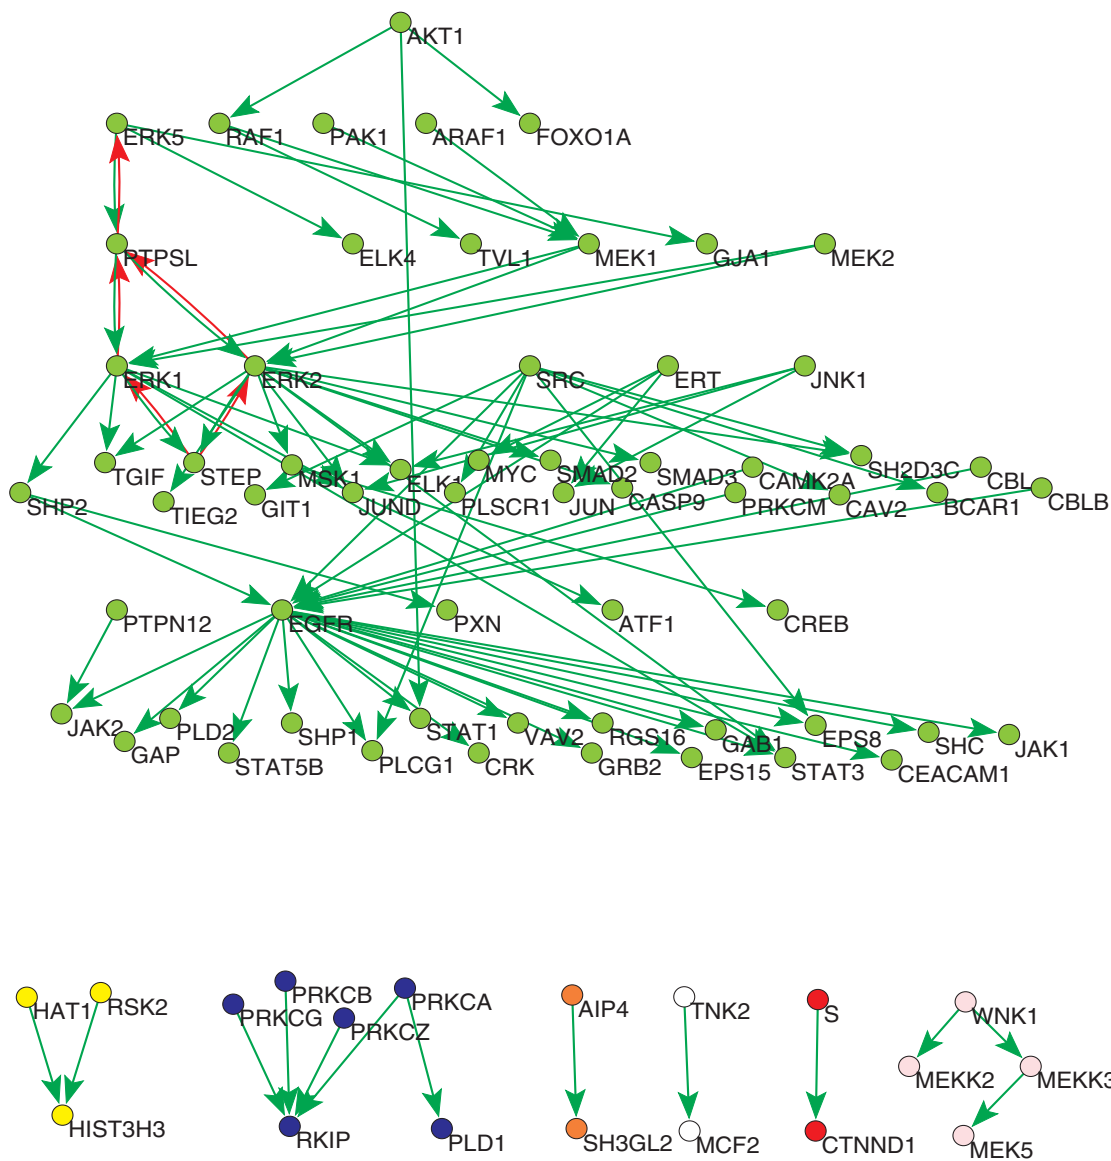 AKT1
ERK5 RAF1 PAK1 ARAF1 FOXO1A
PTPSL ELK4 TVL1 MEK1 GJA1 MEK2
ERK1 ERK2 SRC ERT JNK1
TGIF STEP MSK1 ELK1 MYC SMAD2 SMAD3 CAMK2A SH2D3C CBL
SHP2 TIEG2 GIT1 JUND PLSCR1 JUN CASP9 PRKCM CAV2 BCAR1 CBLB
PTPN12 EGFR PXN ATF1 CREB
JAK2 PLD2 SHP1 STAT1 VAV2 RGS16 GAB1 EPS8 SHC JAK1
GAP STAT5B PLCG1 CRK GRB2 EPS15 STAT3 CEACAM1
HAT1 RSK2 PRKCB PRKCA AIP4 TNK2 S WNK1
PRKCG PRKCZ
MEKK2 MEKK3
HIST3H3 RKIP PLD1 SH3GL2 MCF2 CTNND1 MEK5